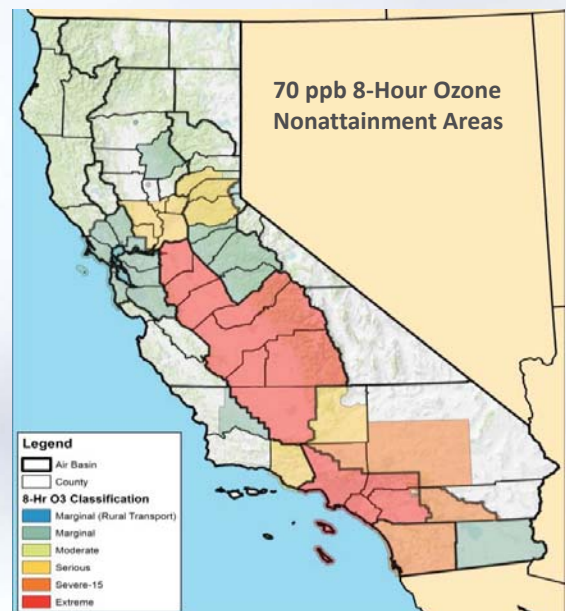 70 ppb 8-Hour Ozone
Nonattainment Areas
Legend
Air Basin
County
8-Hr O3 Classification
Marginal (Rural Transport)
Marginal
Moderate
Serious
Severe-15
Extreme